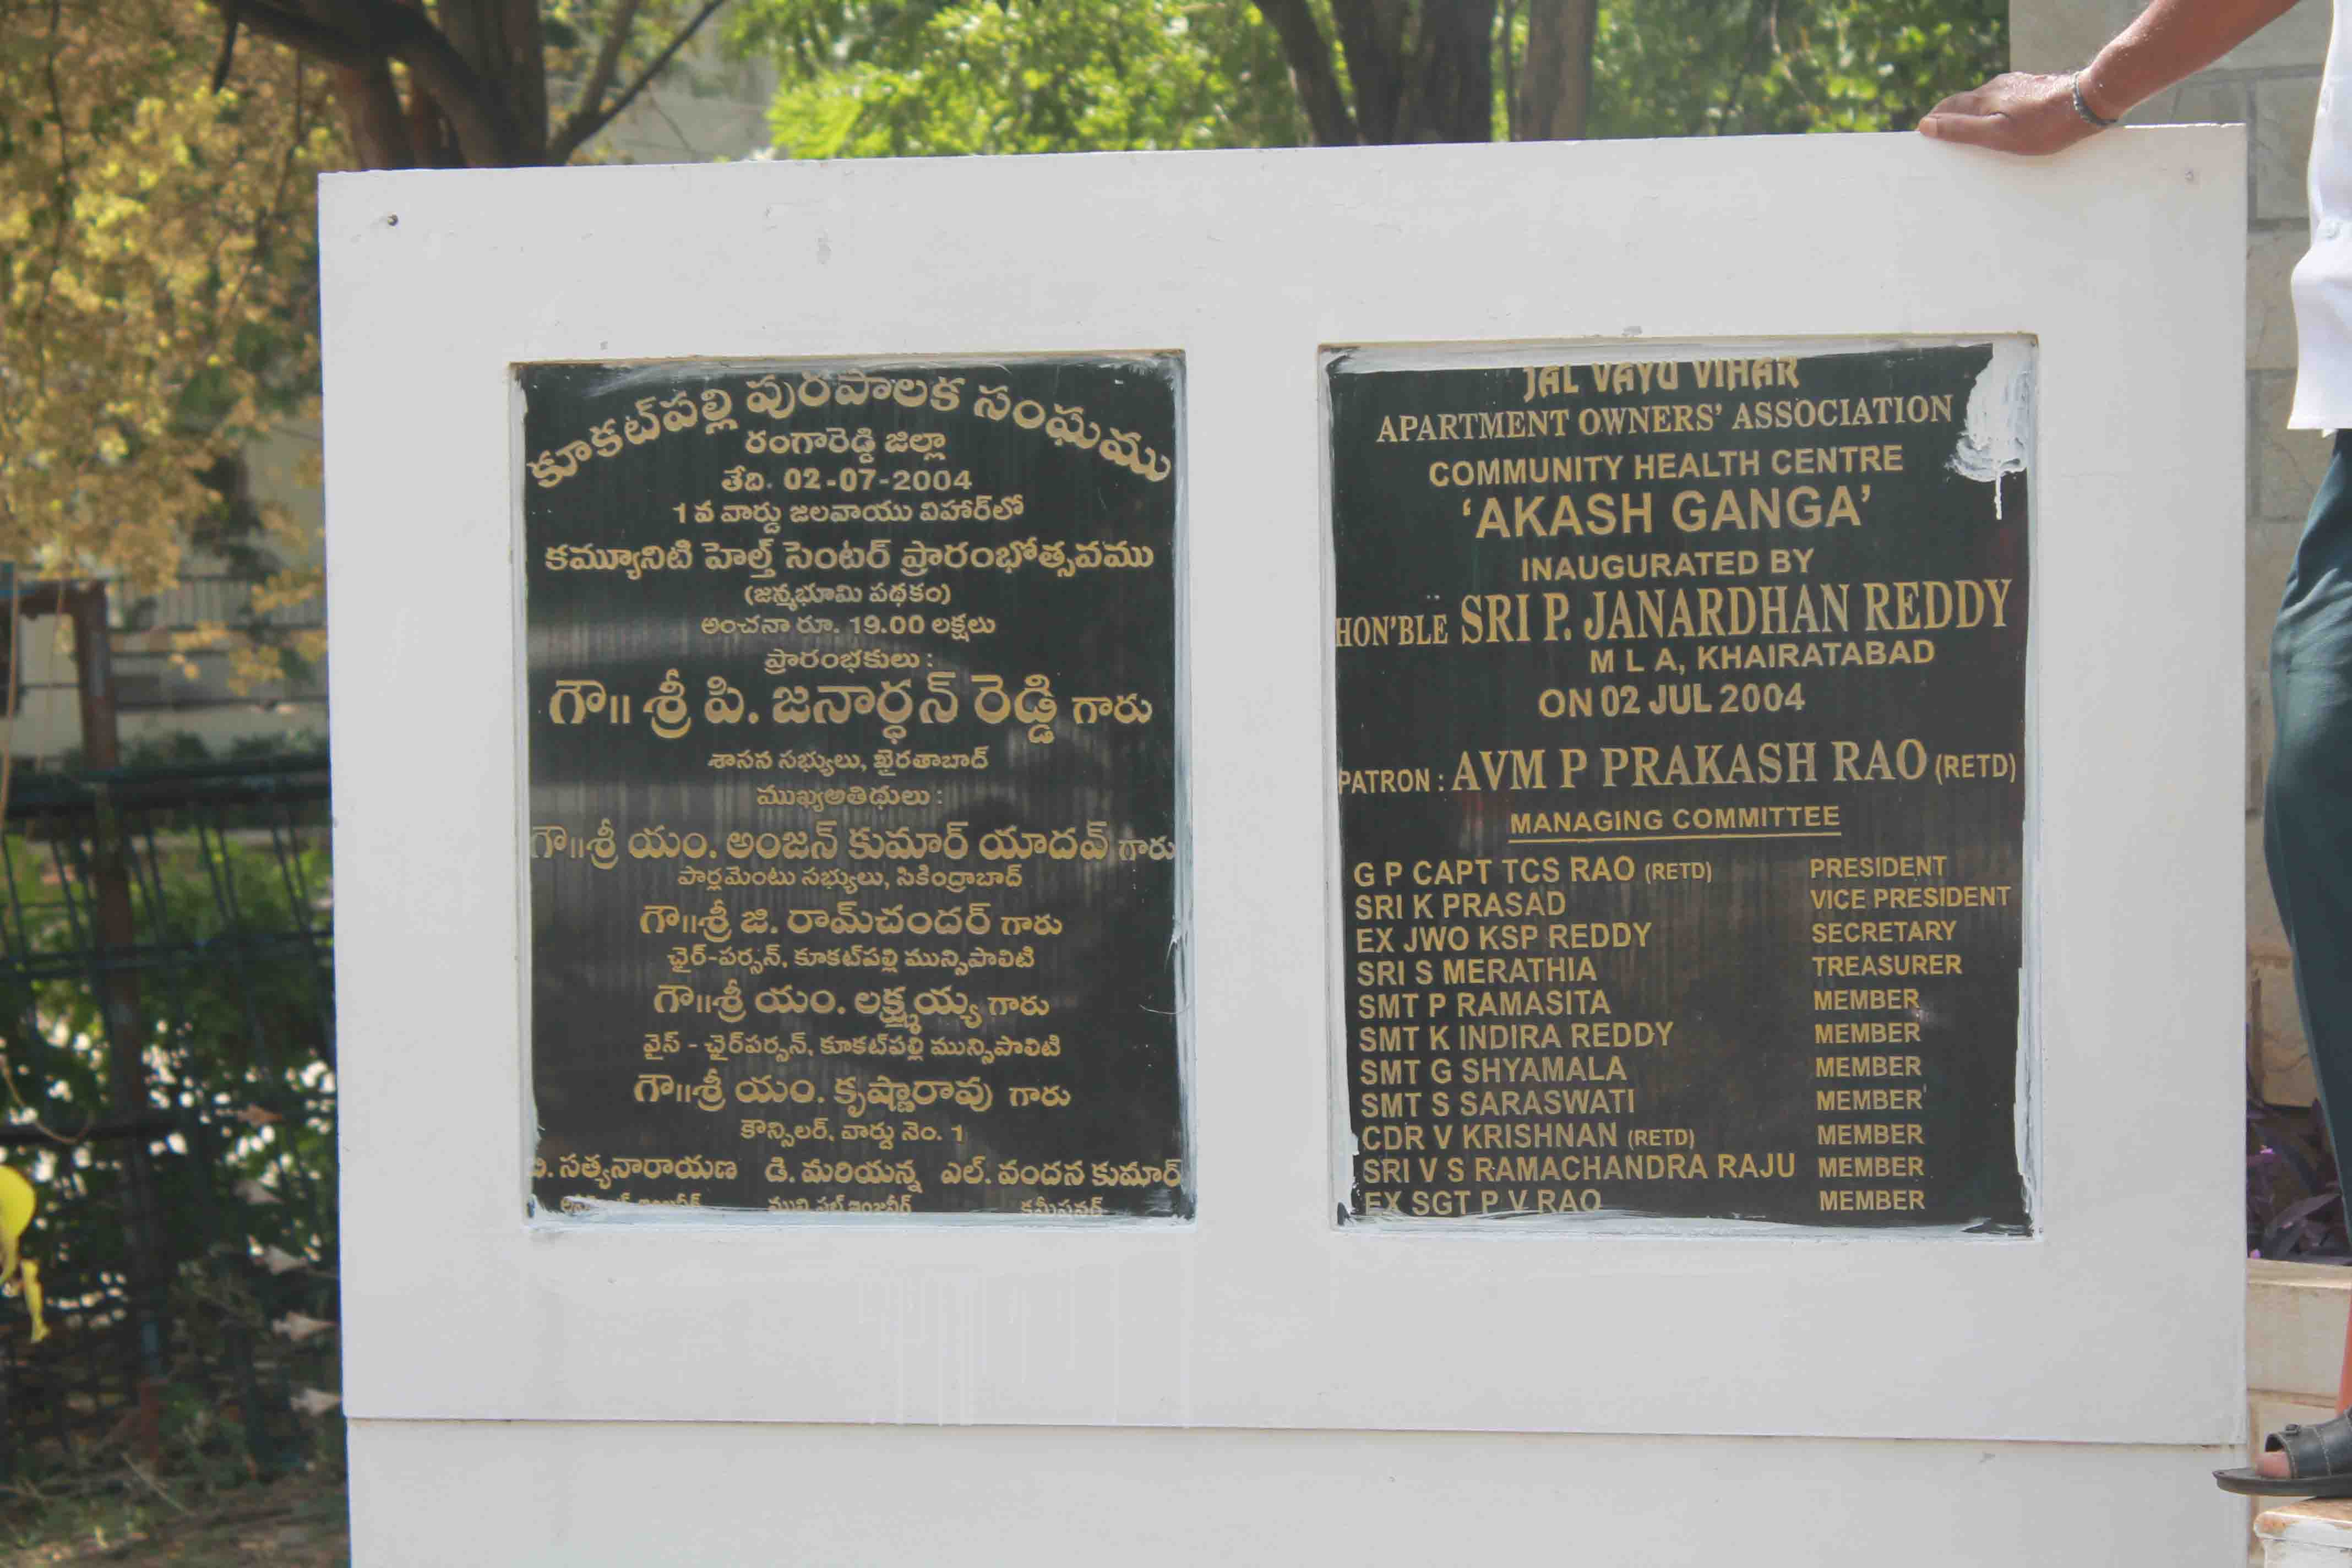 కూకట్‌పల్లి పురపాలక సంఘము
రంగారెడ్డి జిల్లా
తేది. 02-07-2004
1 వ వార్డు జలవాయు విహార్‌లో
కమ్యూనిటి హెల్త్ సెంటర్ ప్రారంభోత్సవము
(జన్మభూమి పథకం)
అంచనా రూ. 19.00 లక్షలు
ప్రారంభకులు :
గౌ॥ శ్రీ పి. జనార్ధన్ రెడ్డి గారు
శాసన సభ్యులు, ఖైరతాబాద్
ముఖ్యఅతిథులు :
గౌ॥శ్రీ యం. అంజన్ కుమార్ యాదవ్ గారు
పార్లమెంటు సభ్యులు, సికింద్రాబాద్
గౌ॥శ్రీ జి. రామ్‌చందర్ గారు
ఛైర్-పర్సన్, కూకట్‌పల్లి మున్సిపాలిటి
గౌ॥శ్రీ యం. లక్ష్మయ్య గారు
వైస్ - ఛైర్‌పర్సన్, కూకట్‌పల్లి మున్సిపాలిటి
గౌ॥శ్రీ యం. కృష్ణారావు గారు
కౌన్సిలర్, వార్డు నెం. 1
సత్యనారాయణ డి. మరియన్న ఎల్. వందన కుమార్
కమీషనర్
JAL VAYU VIHAR
APARTMENT OWNERS' ASSOCIATION
COMMUNITY HEALTH CENTRE
'AKASH GANGA'
INAUGURATED BY
HON'BLE SRI P. JANARDHAN REDDY
M L A, KHAIRATABAD
ON 02 JUL 2004
PATRON : AVM P PRAKASH RAO (RETD)
MANAGING COMMITTEE
G P CAPT TCS RAO (RETD) PRESIDENT
SRI K PRASAD VICE PRESIDENT
EX JWO KSP REDDY SECRETARY
SRI S MERATHIA TREASURER
SMT P RAMASITA MEMBER
SMT K INDIRA REDDY MEMBER
SMT G SHYAMALA MEMBER
SMT S SARASWATI MEMBER
CDR V KRISHNAN (RETD) MEMBER
SRI V S RAMACHANDRA RAJU MEMBER
EX SGT P V RAO MEMBER